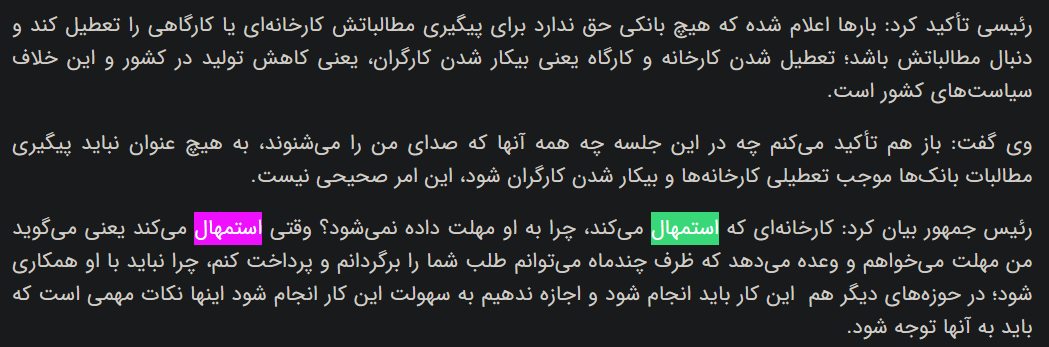 رئیسی تأکید کرد: بارها اعلام شده که هیچ بانکی حق ندارد برای پیگیری مطالباتش کارخانه‌ای یا کارگاهی را تعطیل کند و
دنبال مطالباتش باشد؛ تعطیل شدن کارخانه و کارگاه یعنی بیکار شدن کارگران، یعنی کاهش تولید در کشور و این خلاف
سیاست‌های کشور است.
وی گفت: باز هم تأکید می‌کنم چه در این جلسه چه همه آنها که صدای من را می‌شنوند، به هیچ عنوان نباید پیگیری
مطالبات بانک‌ها موجب تعطیلی کارخانه‌ها و بیکار شدن کارگران شود، این امر صحیحی نیست.
رئیس جمهور بیان کرد: کارخانه‌ای که استمهال می‌کند، چرا به او مهلت داده نمی‌شود؟ وقتی استمهال می‌کند یعنی می‌گوید
من مهلت می‌خواهم و وعده می‌دهد که ظرف چندماه می‌توانم طلب شما را برگردانم و پرداخت کنم، چرا نباید با او همکاری
شود؛ در حوزه‌های دیگر هم  این کار باید انجام شود و اجازه ندهیم به سهولت این کار انجام شود اینها نکات مهمی است که
باید به آنها توجه شود.